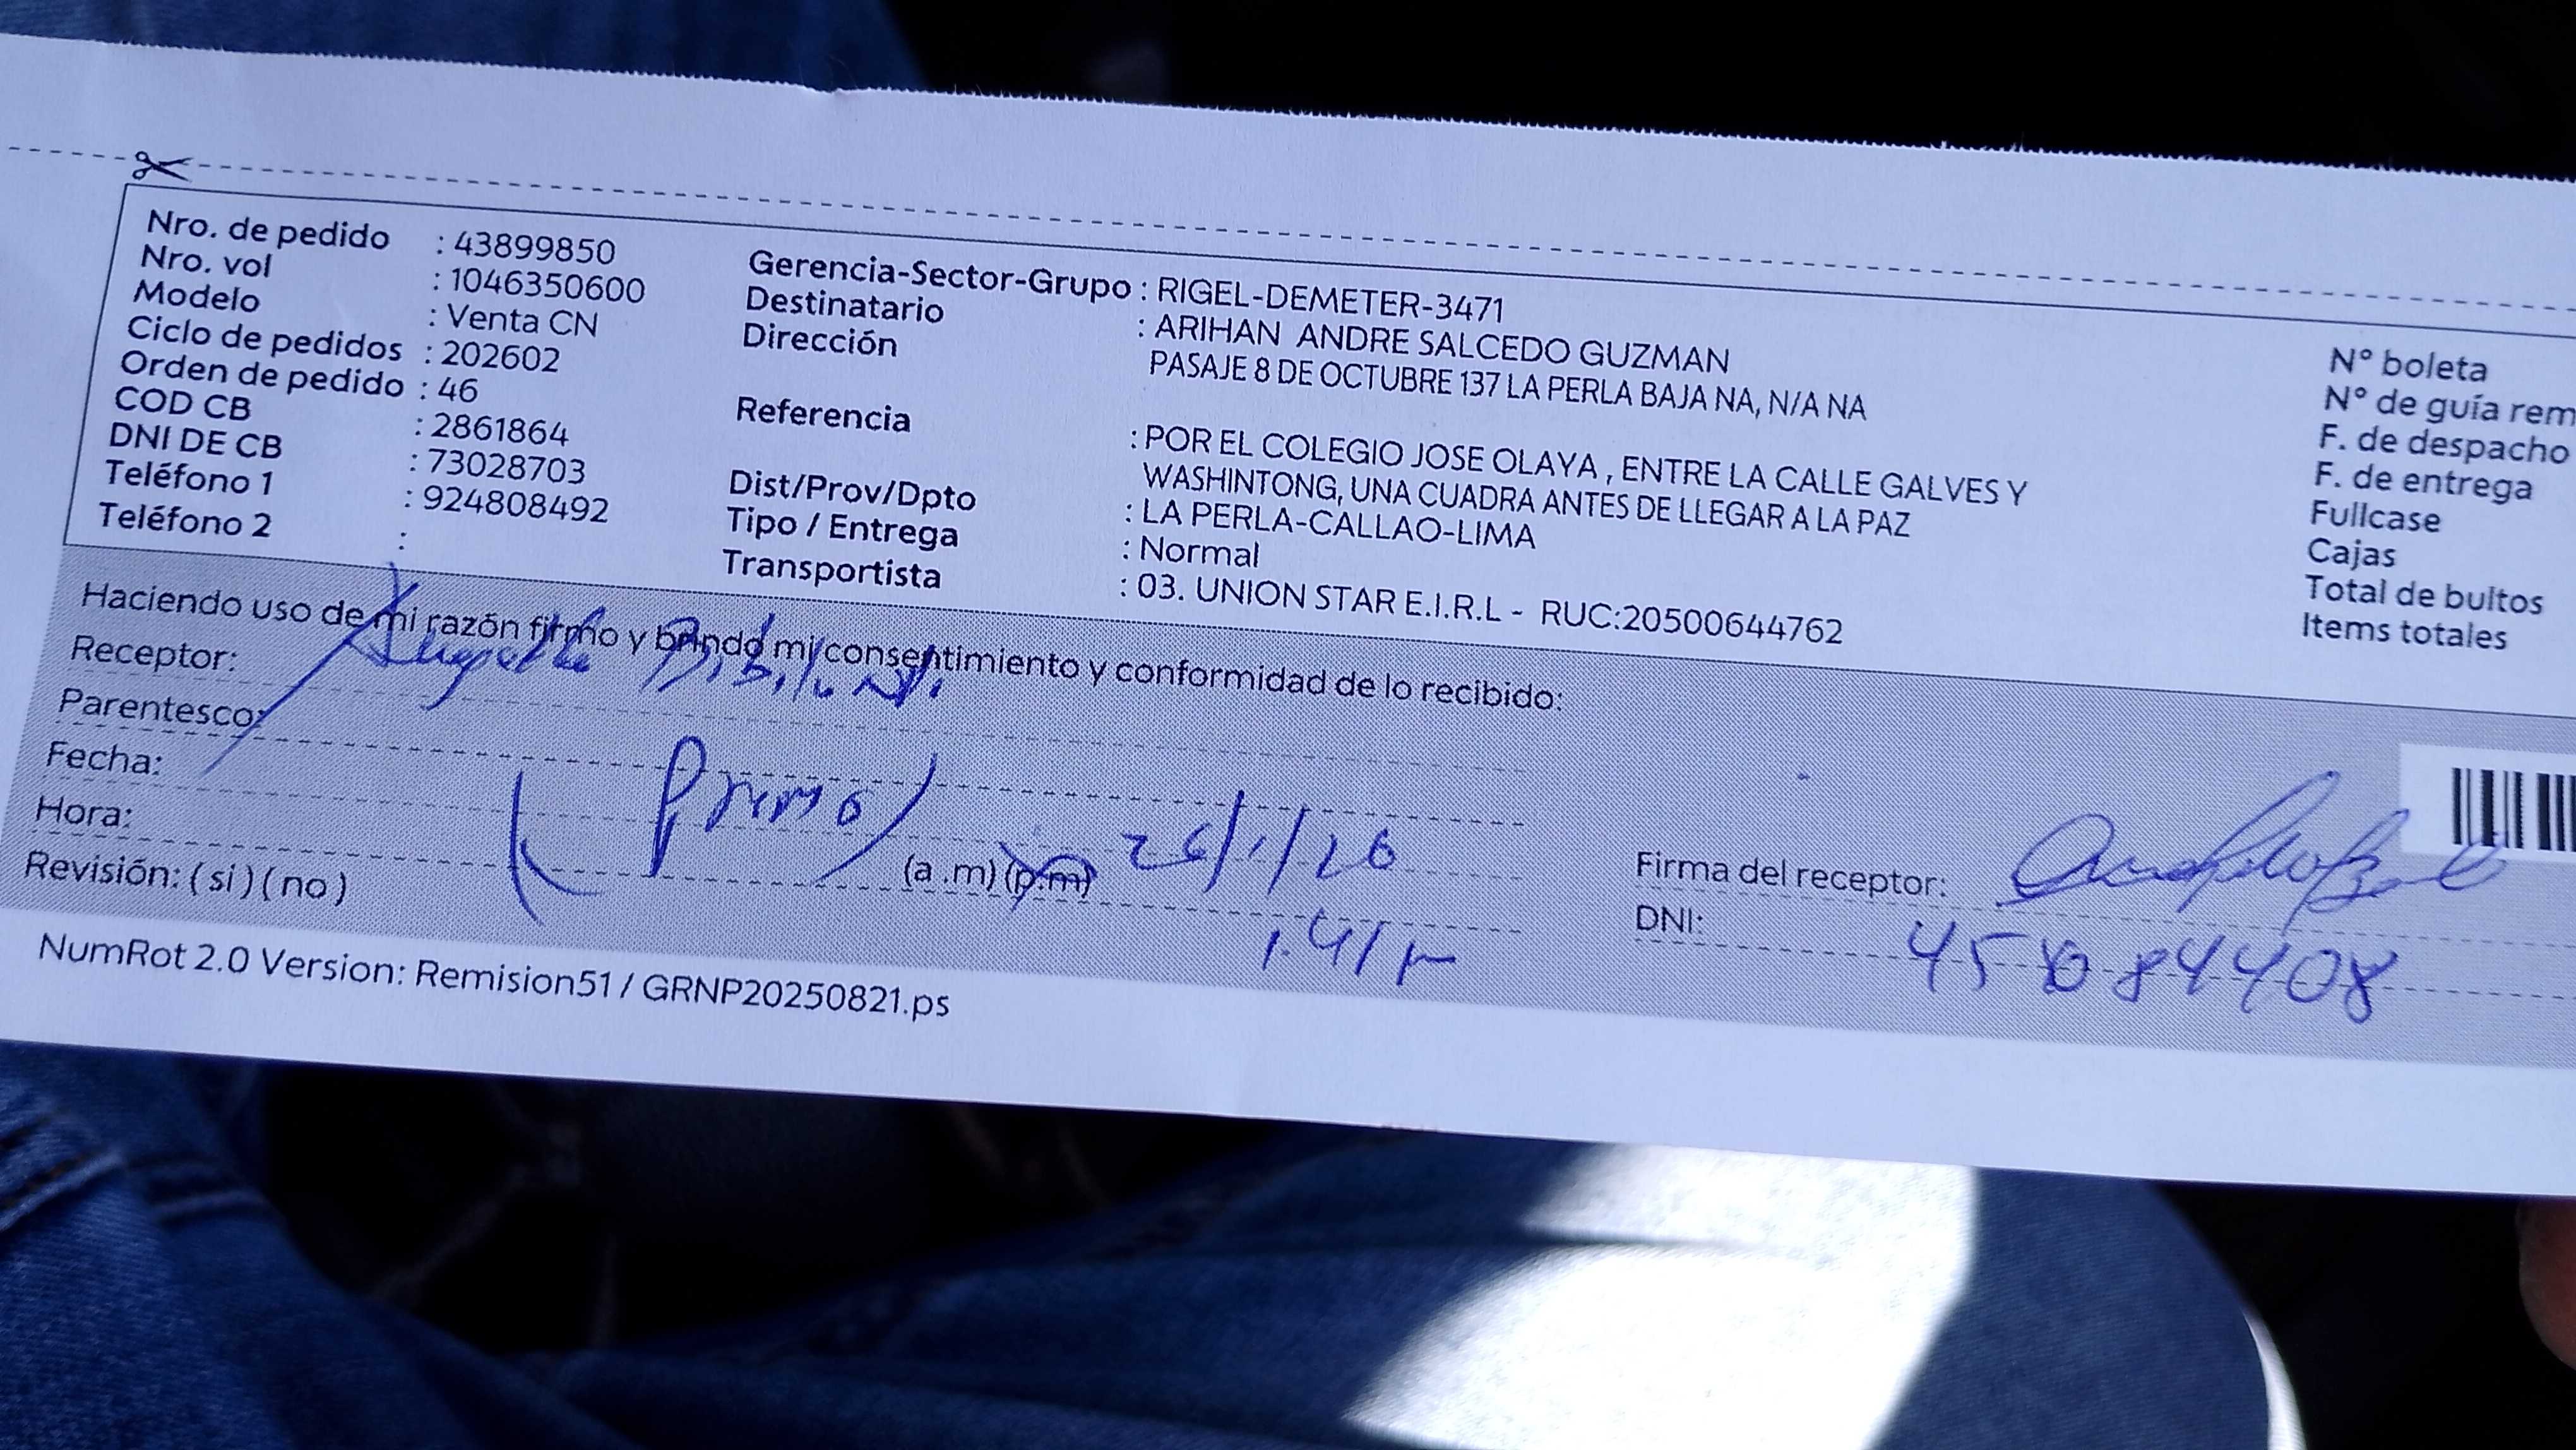 Nro. de pedido : 43899850
Nro. vol : 1046350600
Modelo : Venta CN
Ciclo de pedidos : 202602
Orden de pedido : 46
COD CB : 2861864
DNI DE CB : 73028703
Teléfono 1 : 924808492
Teléfono 2 :
Gerencia-Sector-Grupo : RIGEL-DEMETER-3471
Destinatario : ARIHAN ANDRE SALCEDO GUZMAN
Dirección PASAJE 8 DE OCTUBRE 137 LA PERLA BAJA NA, N/A NA
Referencia : POR EL COLEGIO JOSE OLAYA , ENTRE LA CALLE GALVES Y
WASHINTONG, UNA CUADRA ANTES DE LLEGAR A LA PAZ
Dist/Prov/Dpto : LA PERLA-CALLAO-LIMA
Tipo / Entrega : Normal
Transportista : 03. UNION STAR E.I.R.L - RUC:20500644762
N° boleta
N° de guía rem
F. de despacho
F. de entrega
Fullcase
Cajas
Total de bultos
Items totales
Haciendo uso de mi razón firmo y brindo mi consentimiento y conformidad de lo recibido:
Receptor:
Parentesco:
(Primo)
Fecha:
26/1/26
Hora: (a .m) (p.m)
1.41
Revisión: ( si ) ( no )
Firma del receptor:
DNI:
NumRot 2.0 Version: Remision51 / GRNP20250821.ps